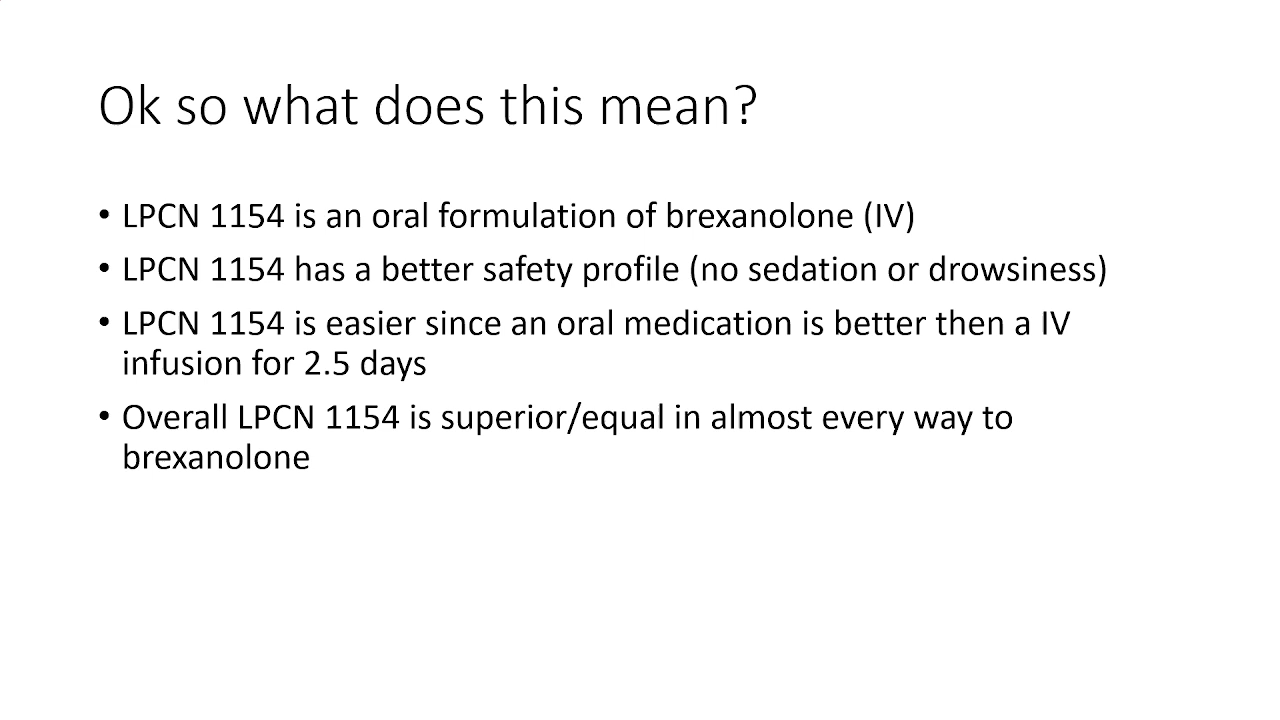 Ok so what does this mean?
• LPCN 1154 is an oral formulation of brexanolone (IV)
• LPCN 1154 has a better safety profile (no sedation or drowsiness)
• LPCN 1154 is easier since an oral medication is better then a IV
infusion for 2.5 days
• Overall LPCN 1154 is superior/equal in almost every way to
brexanolone